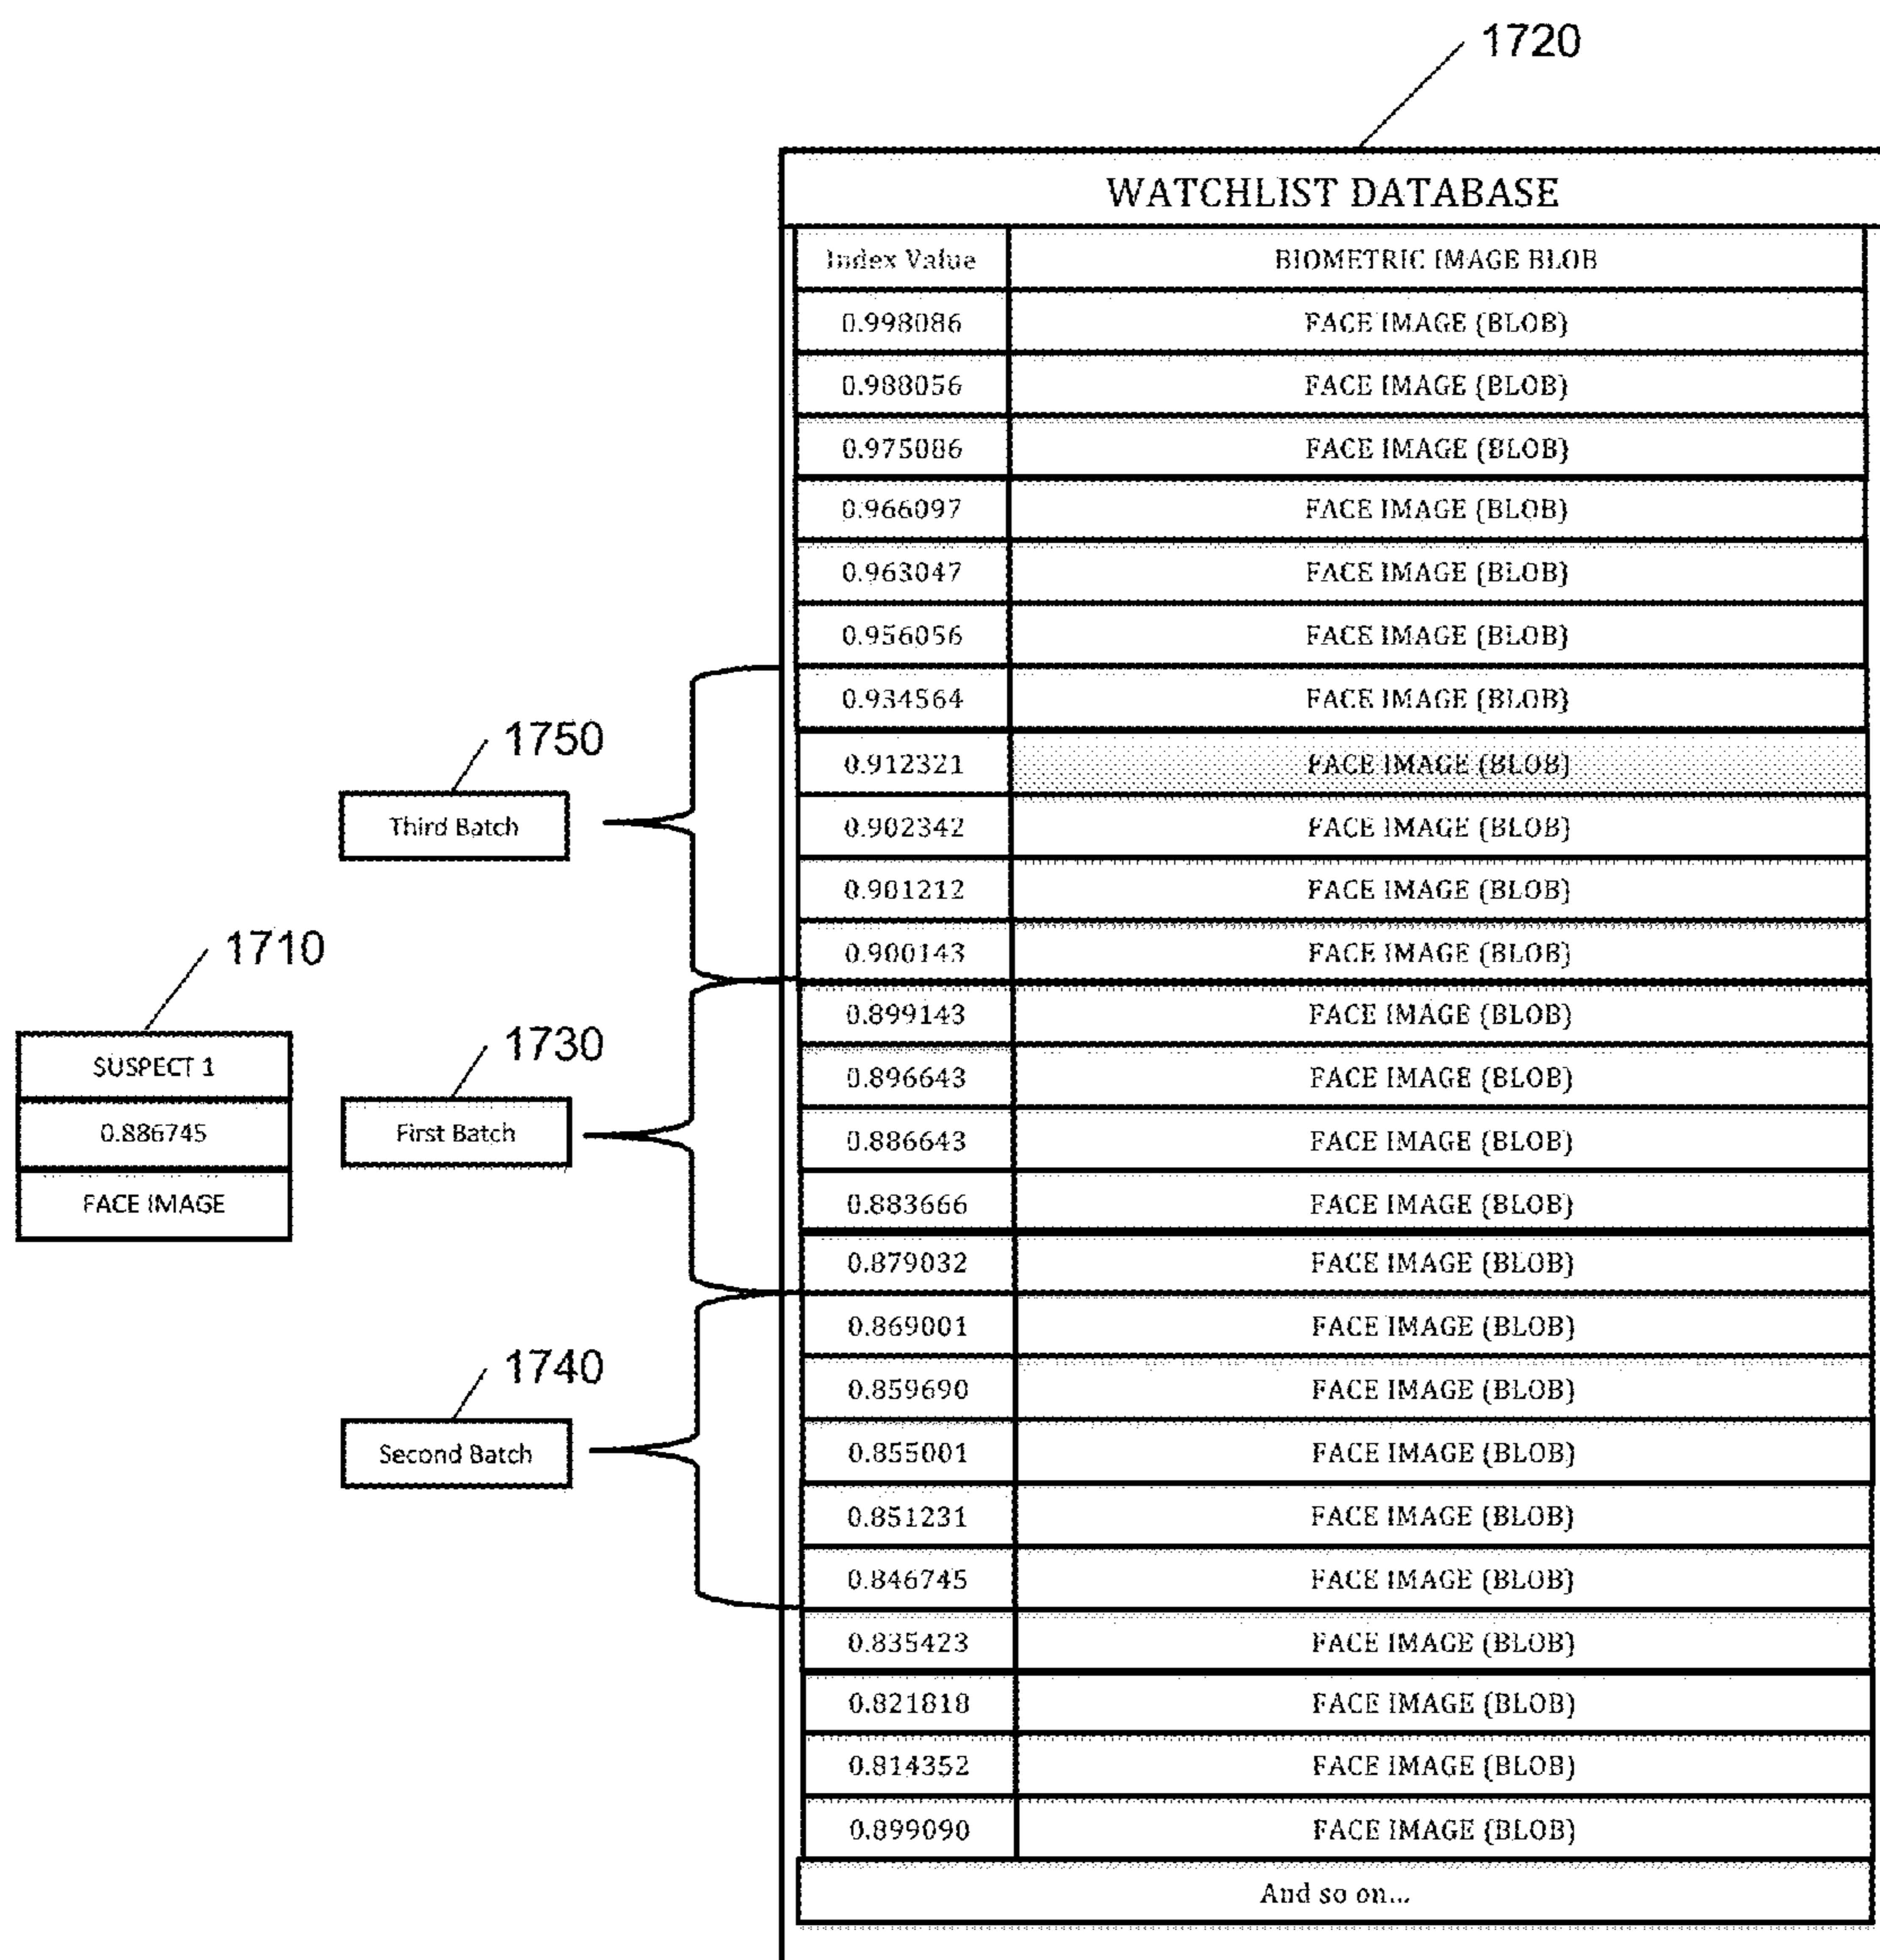 1720
WATCHLIST DATABASE
Index Value BIOMETRIC IMAGE BLOB
0.998086 FACE IMAGE (BLOB)
0.988056 FACE IMAGE (BLOB)
0.975086 FACE IMAGE (BLOB)
0.966097 FACE IMAGE (BLOB)
0.963047 FACE IMAGE (BLOB)
0.956056 FACE IMAGE (BLOB)
0.934564 FACE IMAGE (BLOB)
0.912321 FACE IMAGE (BLOB)
0.902342 FACE IMAGE (BLOB)
0.901212 FACE IMAGE (BLOB)
0.900143 FACE IMAGE (BLOB)
0.899143 FACE IMAGE (BLOB)
0.896643 FACE IMAGE (BLOB)
0.886643 FACE IMAGE (BLOB)
0.883666 FACE IMAGE (BLOB)
0.879032 FACE IMAGE (BLOB)
0.869001 FACE IMAGE (BLOB)
0.859690 FACE IMAGE (BLOB)
0.855001 FACE IMAGE (BLOB)
0.851231 FACE IMAGE (BLOB)
0.846745 FACE IMAGE (BLOB)
0.835423 FACE IMAGE (BLOB)
0.821818 FACE IMAGE (BLOB)
0.814352 FACE IMAGE (BLOB)
0.899090 FACE IMAGE (BLOB)
And so on...
1750
Third Batch
1710
SUSPECT 1
0.886745
FACE IMAGE
1730
First Batch
1740
Second Batch